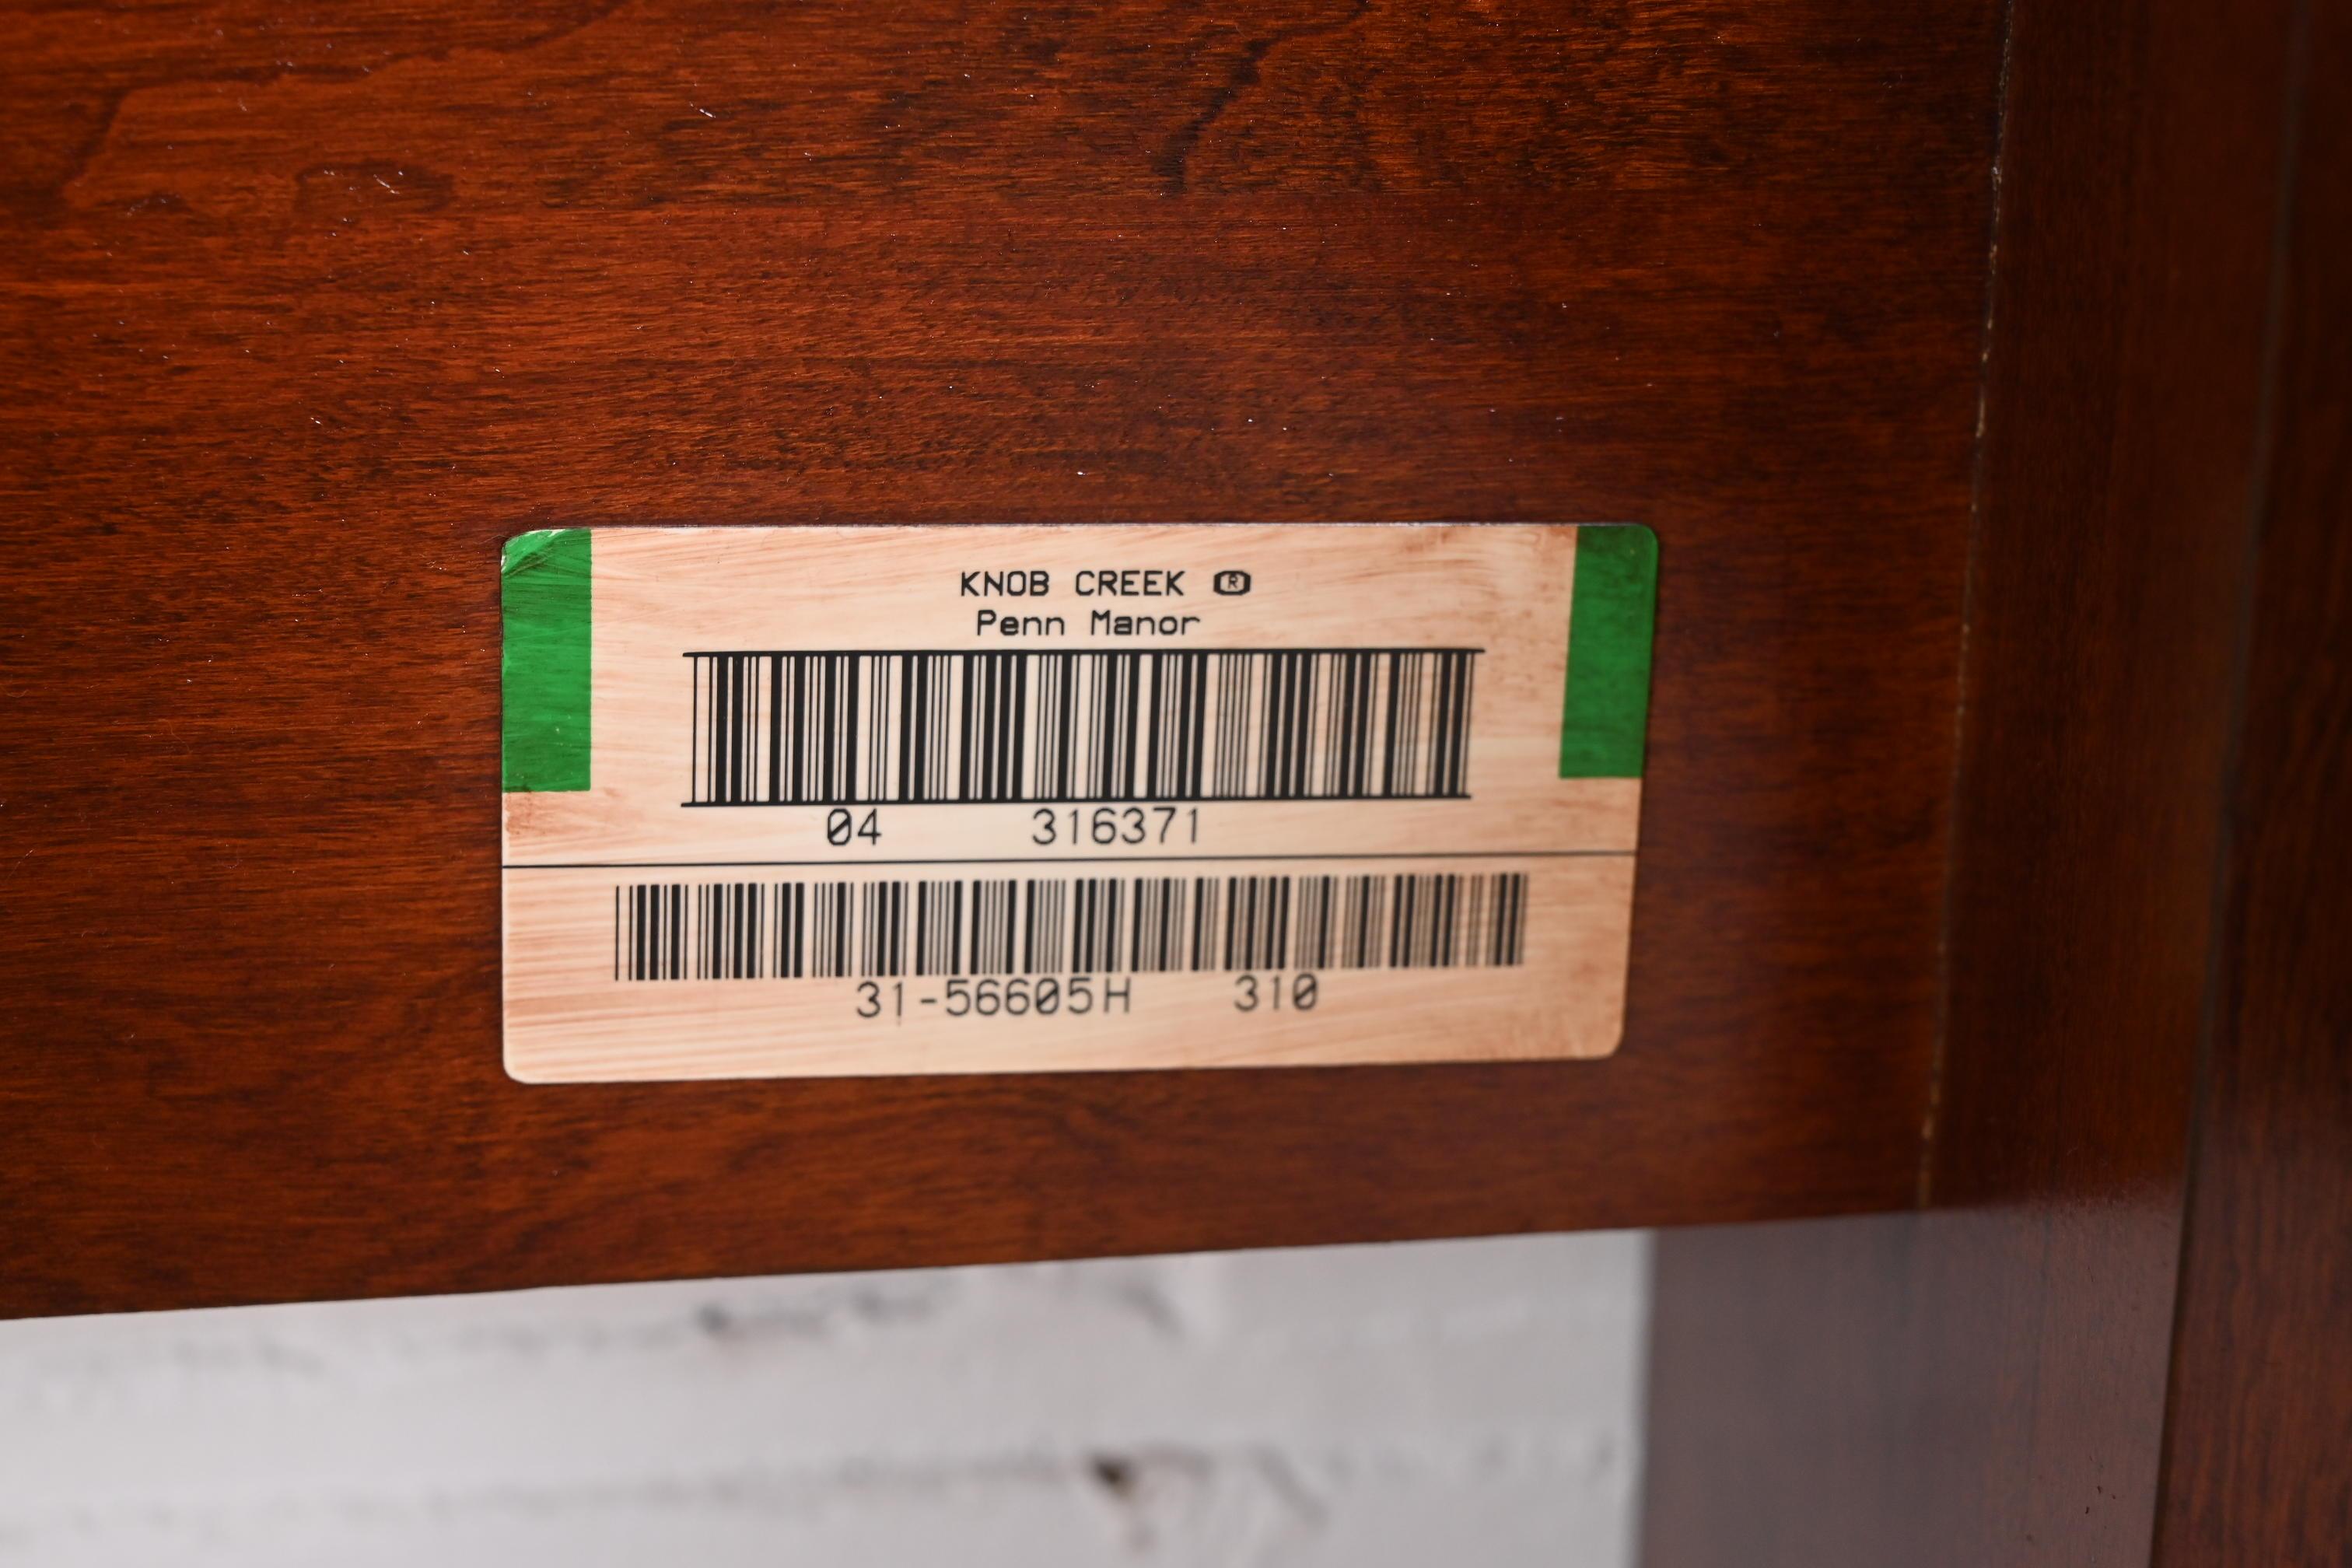 KNOB CREEK ®
Penn Manor
04 316371
31-56605H 310